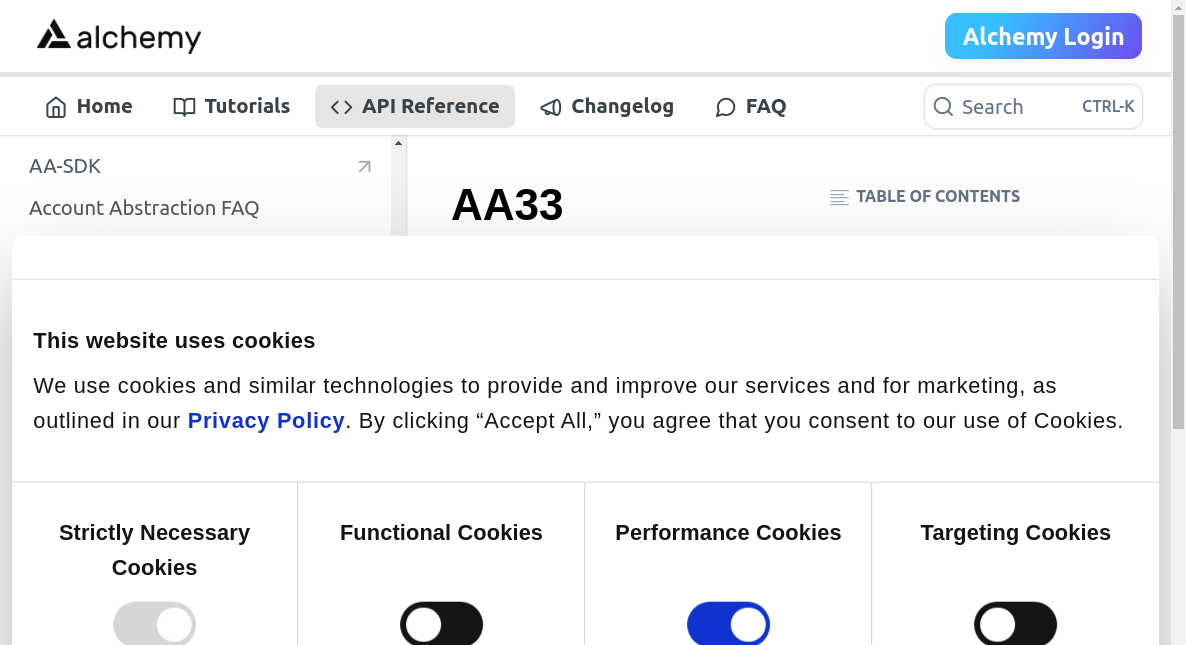 alchemy
Alchemy Login
Home Tutorials API Reference Changelog FAQ Search CTRL-K
AA-SDK
Account Abstraction FAQ
AA33
TABLE OF CONTENTS
This website uses cookies
We use cookies and similar technologies to provide and improve our services and for marketing, as
outlined in our Privacy Policy. By clicking “Accept All,” you agree that you consent to our use of Cookies.
Strictly Necessary
Cookies
Functional Cookies
Performance Cookies
Targeting Cookies